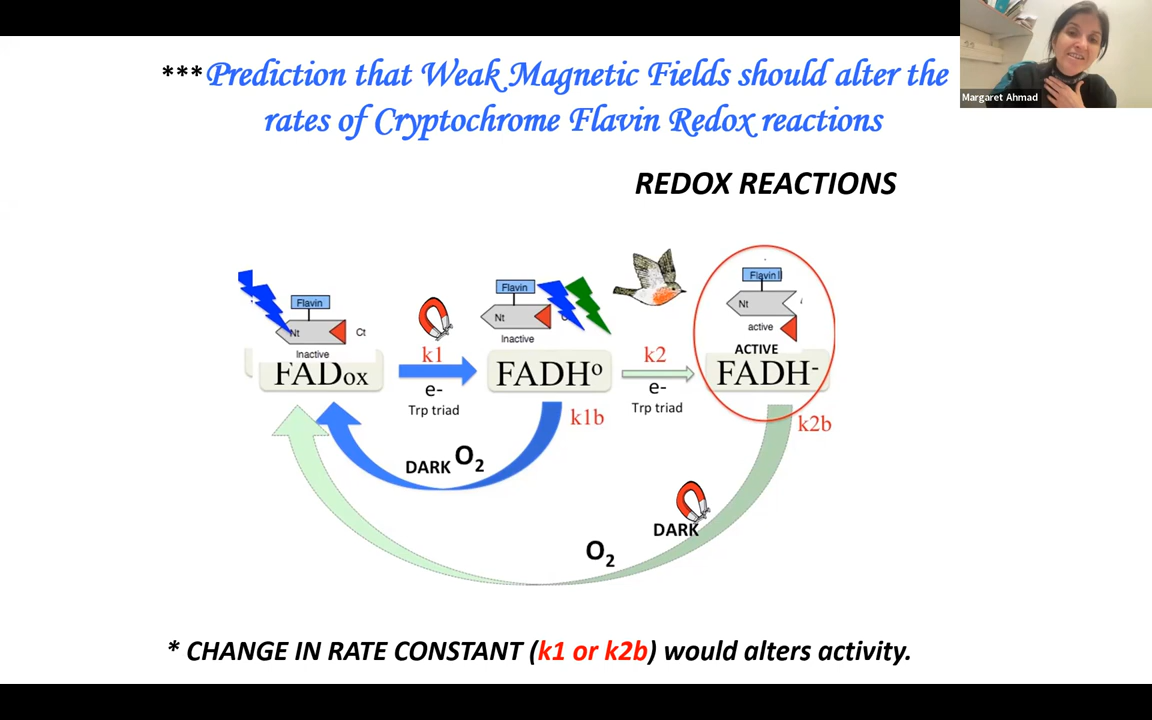 ***Prediction that Weak Magnetic Fields should alter the
rates of Cryptochrome Flavin Redox reactions
Margaret Ahmad
REDOX REACTIONS
Flavin
Nt
Ct
Inactive
FADox
k1
e-
Trp triad
Flavin
Nt
Inactive
FADHo
k1b
k2
e-
Trp triad
Flavin
Nt
active
ACTIVE
FADH-
k2b
DARK O2
DARK
O2
* CHANGE IN RATE CONSTANT (k1 or k2b) would alters activity.